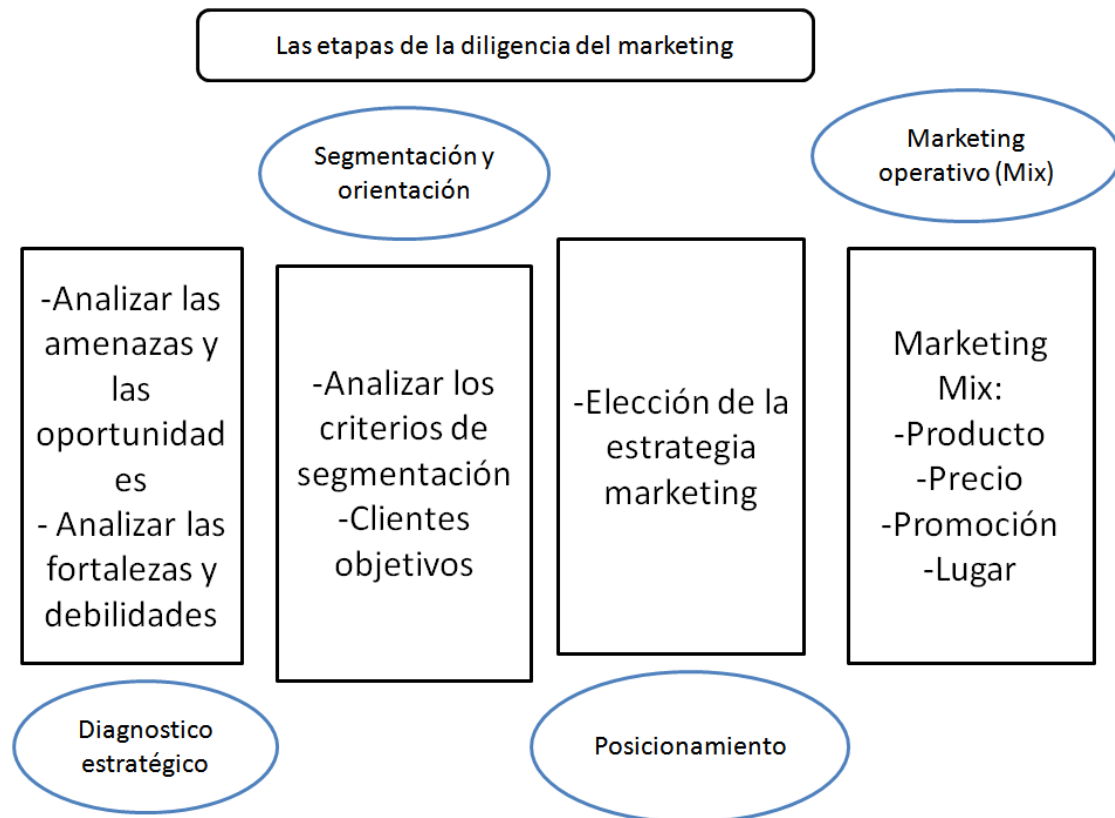 Las etapas de la diligencia del marketing
Segmentación y
orientación
Marketing
operativo (Mix)
-Analizar las
amenazas y
las
oportunidad
es
- Analizar las
fortalezas y
debilidades
-Analizar los
criterios de
segmentación
-Clientes
objetivos
-Elección de la
estrategia
marketing
Marketing
Mix:
-Producto
-Precio
-Promoción
-Lugar
Diagnostico
estratégico
Posicionamiento